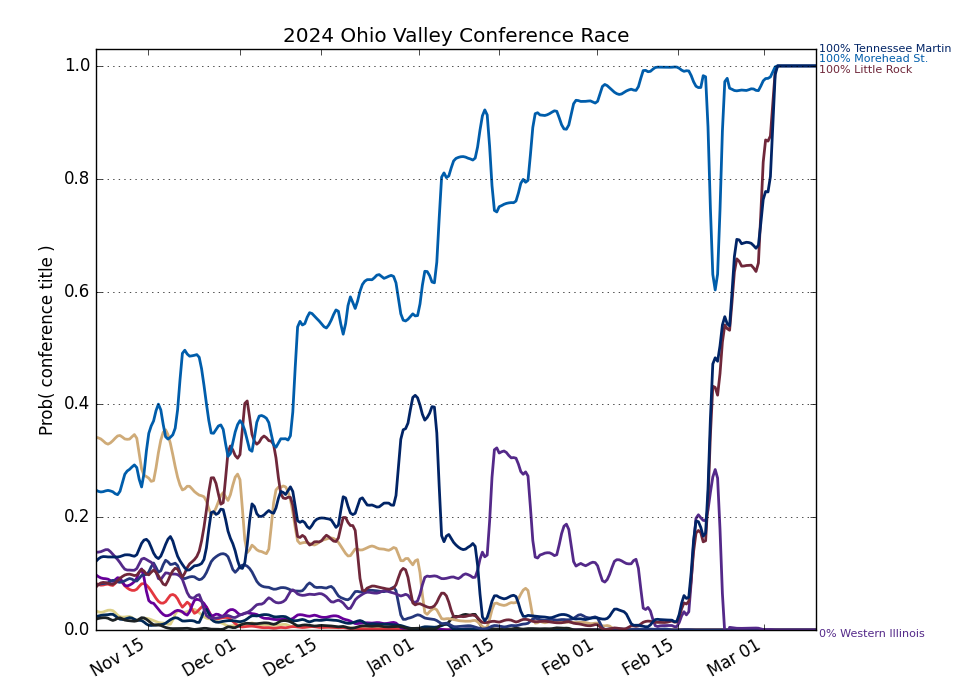 2024 Ohio Valley Conference Race
100% Tennessee Martin
100% Morehead St.
100% Little Rock
1.0
0.8
0.6
0.4
0.2
0.0
Prob( conference title )
0% Western Illinois
Nov 15
Dec 01
Dec 15
Jan 01
Jan 15
Feb 01
Feb 15
Mar 01